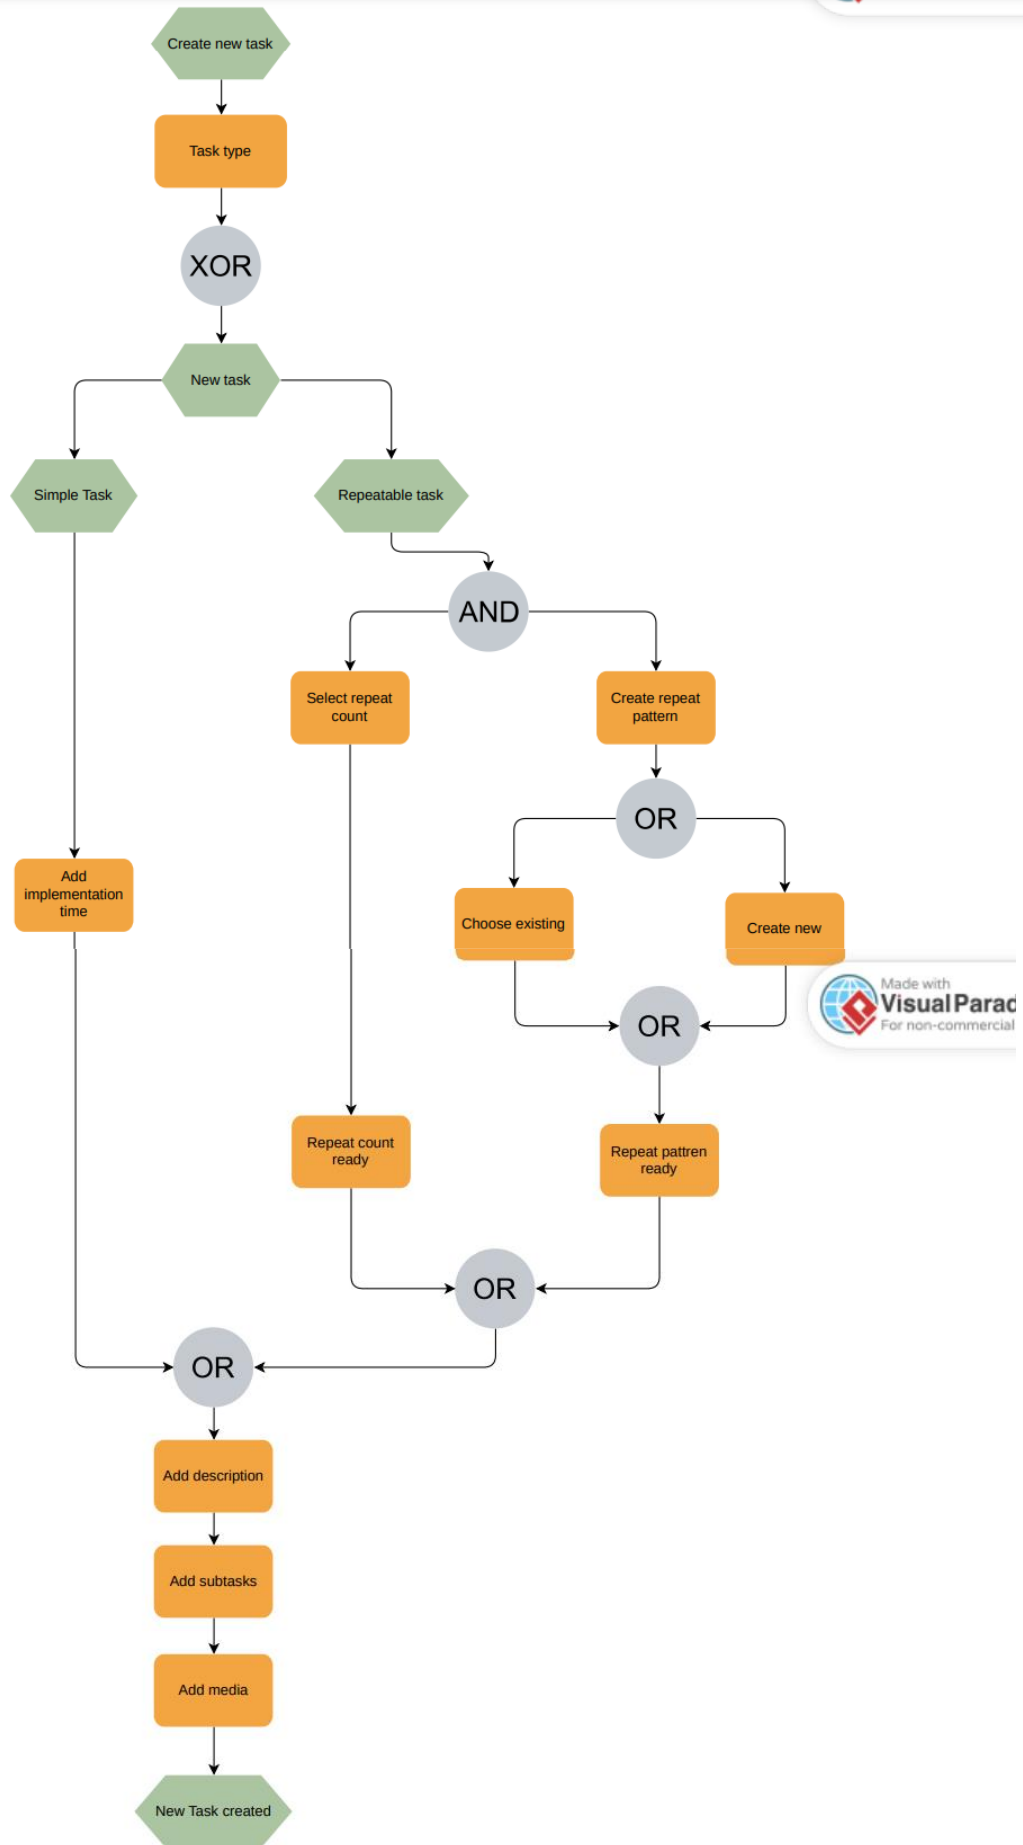 Create new task
Task type
XOR
New task
Simple Task
Repeatable task
AND
Select repeat
count
Create repeat
pattern
OR
Add
implementation
time
Choose existing
Create new
Made with
Visual Parad
For non-commercial
OR
Repeat count
ready
Repeat pattren
ready
OR
OR
Add description
Add subtasks
Add media
New Task created